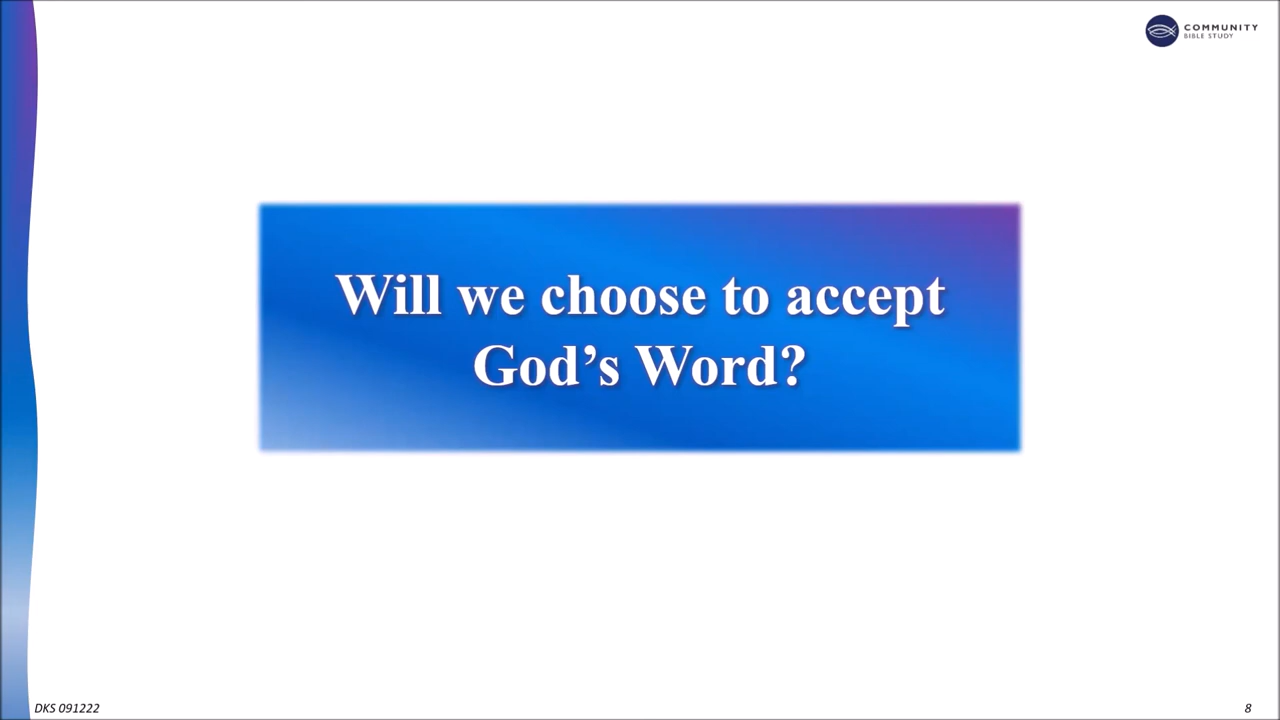 COMMUNITY
BIBLE STUDY
Will we choose to accept
God’s Word?
DKS 091222
8